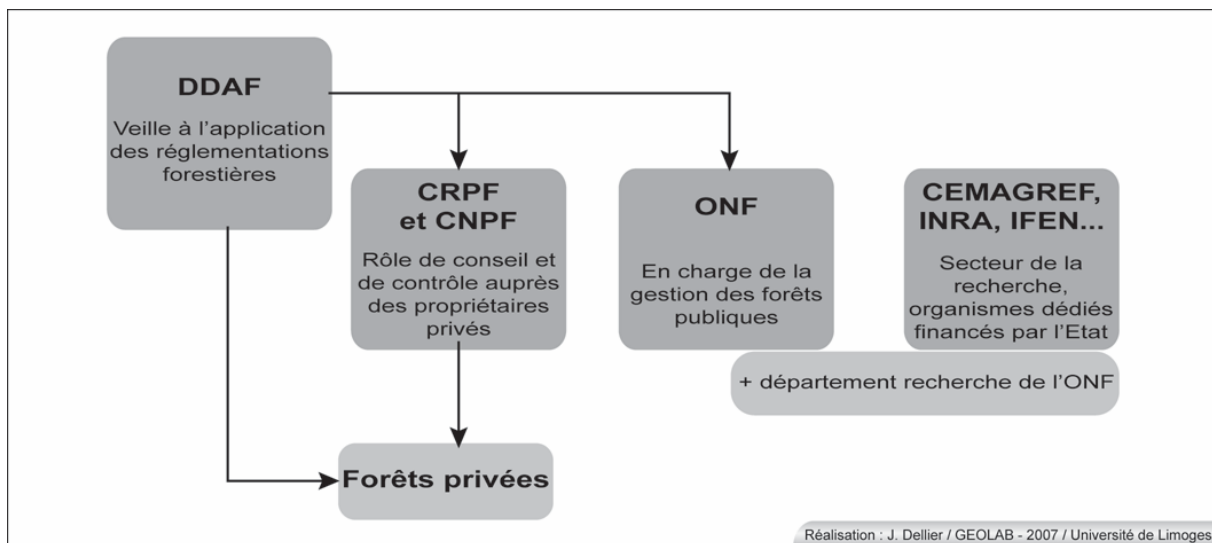 DDAF
Veille à l'application
des réglementations
forestières
CRPF
et CNPF
Rôle de conseil et
de contrôle auprès
des propriétaires
privés
ONF
En charge de la
gestion des forêts
publiques
CEMAGREF,
INRA, IFEN...
Secteur de la
recherche,
organismes dédiés
financés par l'Etat
+ département recherche de l'ONF
Forêts privées
Réalisation : J. Dellier / GEOLAB - 2007 / Université de Limoges